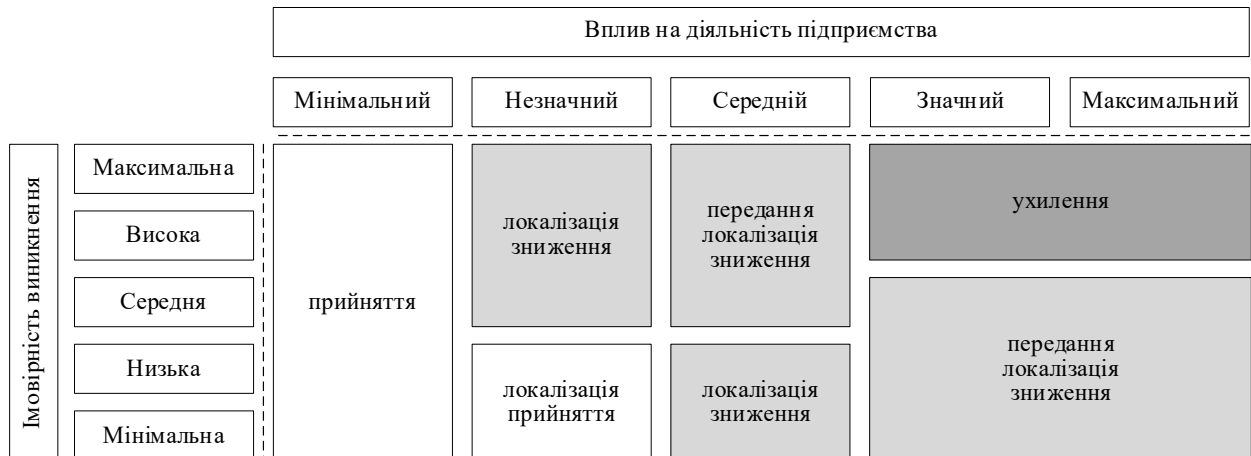 Вплив на діяльність підприємства
Мінімальний
Незначний
Середній
Значний
Максимальний
Імовірність виникнення
Максимальна
Висока
Середня
Низька
Мінімальна
прийняття
локалізація
зниження
передання
локалізація
зниження
ухилення
локалізація
прийняття
локалізація
зниження
передання
локалізація
зниження